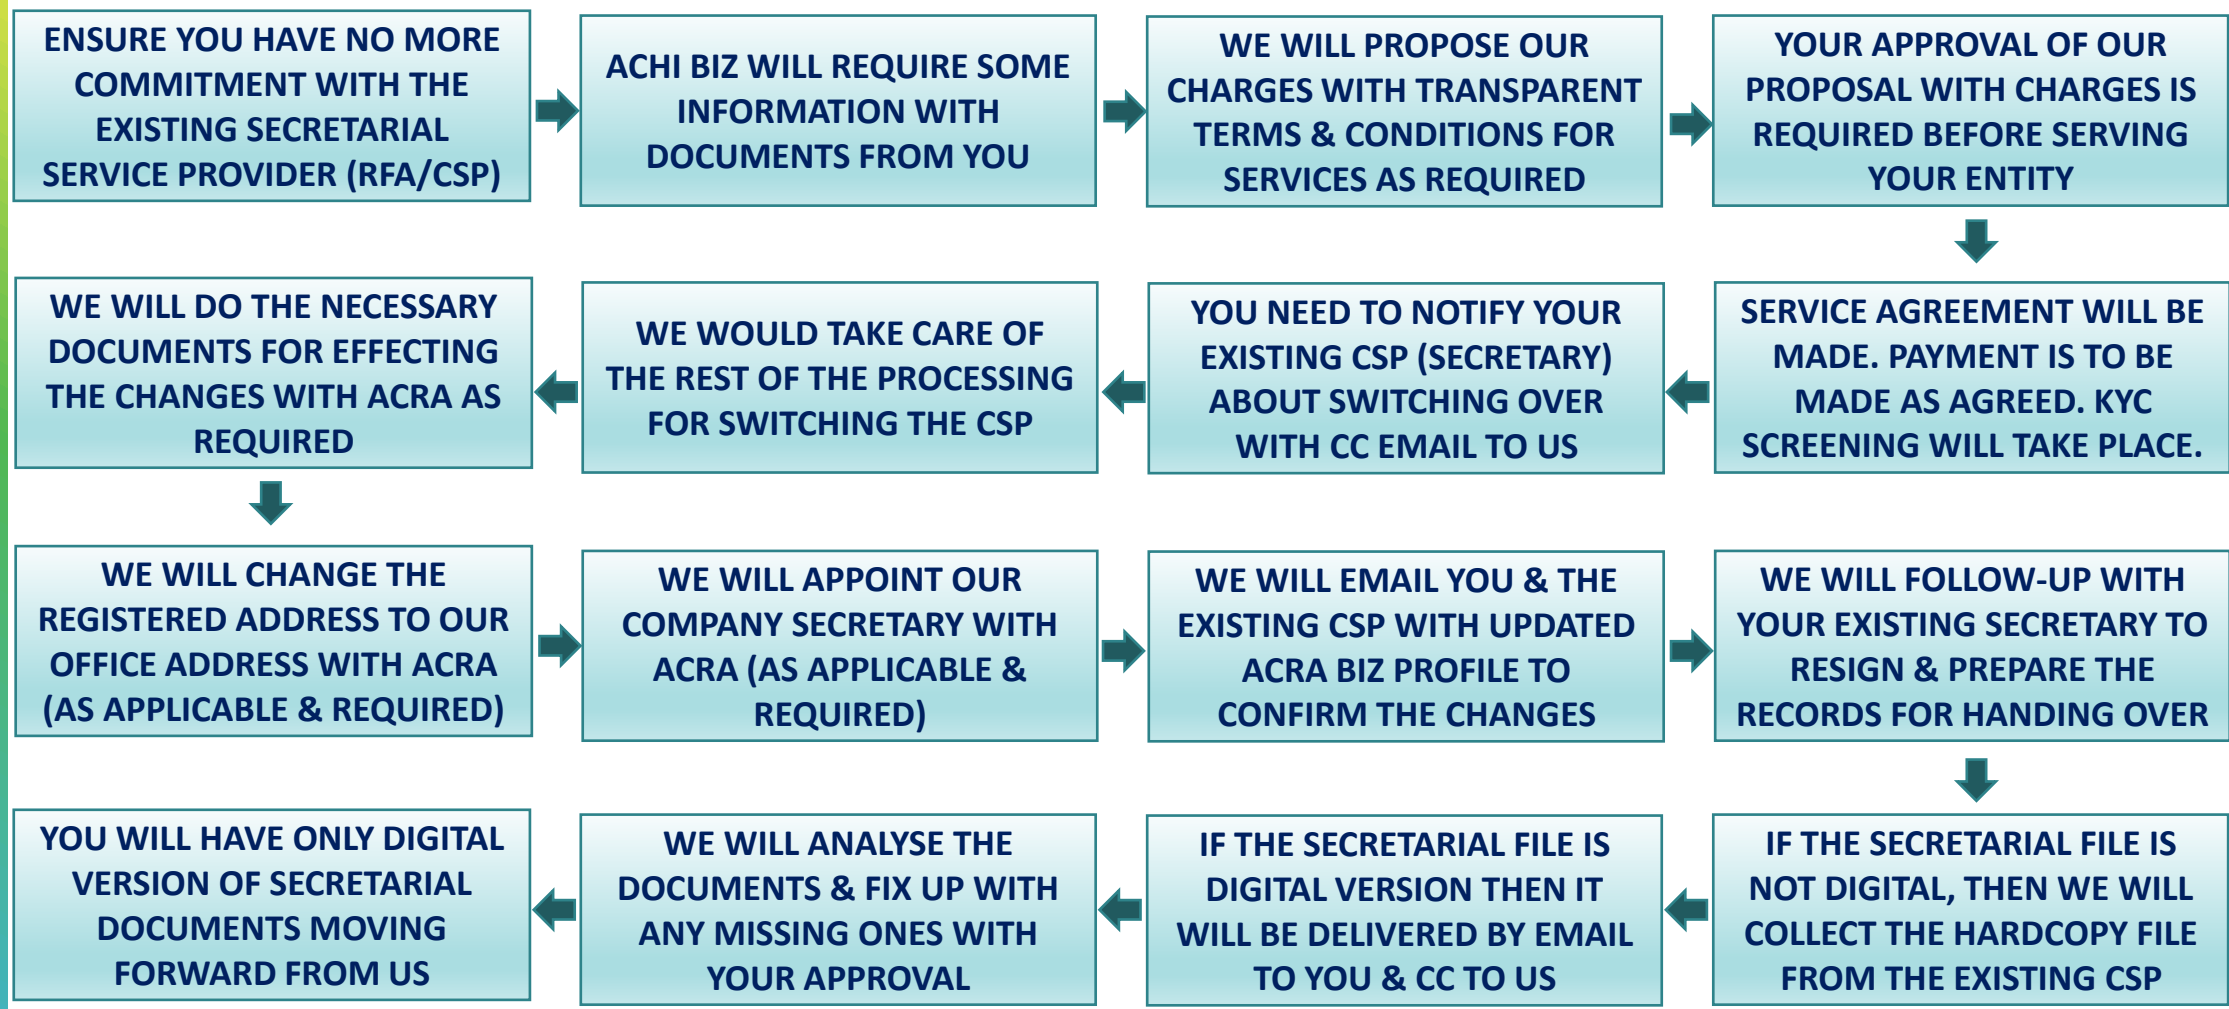 ENSURE YOU HAVE NO MORE
COMMITMENT WITH THE
EXISTING SECRETARIAL
SERVICE PROVIDER (RFA/CSP)
ACHI BIZ WILL REQUIRE SOME
INFORMATION WITH
DOCUMENTS FROM YOU
WE WILL PROPOSE OUR
CHARGES WITH TRANSPARENT
TERMS & CONDITIONS FOR
SERVICES AS REQUIRED
YOUR APPROVAL OF OUR
PROPOSAL WITH CHARGES IS
REQUIRED BEFORE SERVING
YOUR ENTITY
SERVICE AGREEMENT WILL BE
MADE. PAYMENT IS TO BE
MADE AS AGREED. KYC
SCREENING WILL TAKE PLACE.
YOU NEED TO NOTIFY YOUR
EXISTING CSP (SECRETARY)
ABOUT SWITCHING OVER
WITH CC EMAIL TO US
WE WOULD TAKE CARE OF
THE REST OF THE PROCESSING
FOR SWITCHING THE CSP
WE WILL DO THE NECESSARY
DOCUMENTS FOR EFFECTING
THE CHANGES WITH ACRA AS
REQUIRED
WE WILL CHANGE THE
REGISTERED ADDRESS TO OUR
OFFICE ADDRESS WITH ACRA
(AS APPLICABLE & REQUIRED)
WE WILL APPOINT OUR
COMPANY SECRETARY WITH
ACRA (AS APPLICABLE &
REQUIRED)
WE WILL EMAIL YOU & THE
EXISTING CSP WITH UPDATED
ACRA BIZ PROFILE TO
CONFIRM THE CHANGES
WE WILL FOLLOW-UP WITH
YOUR EXISTING SECRETARY TO
RESIGN & PREPARE THE
RECORDS FOR HANDING OVER
IF THE SECRETARIAL FILE IS
NOT DIGITAL, THEN WE WILL
COLLECT THE HARDCOPY FILE
FROM THE EXISTING CSP
IF THE SECRETARIAL FILE IS
DIGITAL VERSION THEN IT
WILL BE DELIVERED BY EMAIL
TO YOU & CC TO US
WE WILL ANALYSE THE
DOCUMENTS & FIX UP WITH
ANY MISSING ONES WITH
YOUR APPROVAL
YOU WILL HAVE ONLY DIGITAL
VERSION OF SECRETARIAL
DOCUMENTS MOVING
FORWARD FROM US